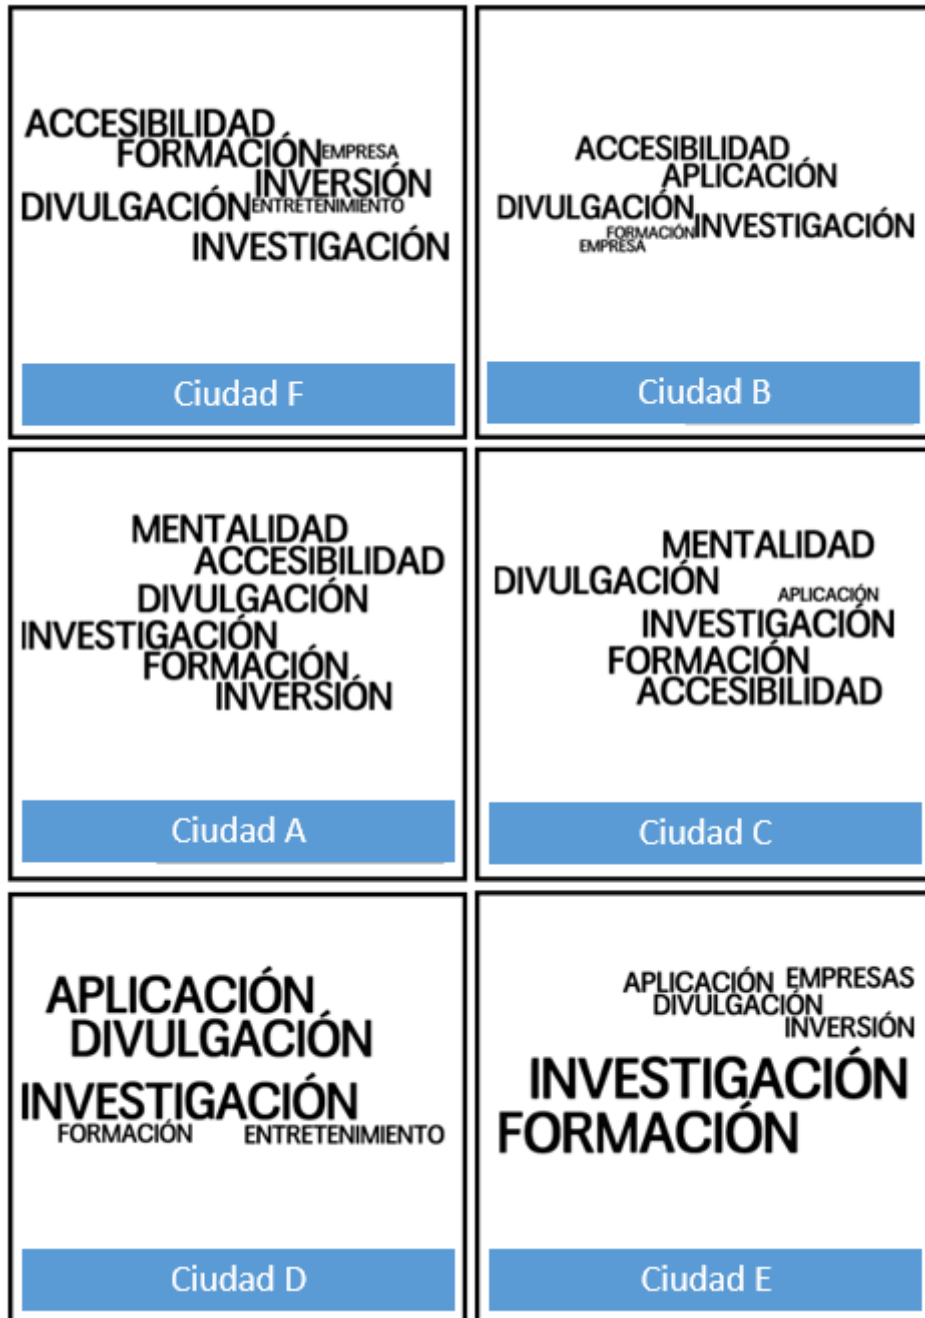 ACCESIBILIDAD
FORMACIÓN EMPRESA
INVERSIÓN
DIVULGACIÓN ENTRETENIMIENTO
INVESTIGACIÓN
Ciudad F
ACCESIBILIDAD
APLICACIÓN
DIVULGACIÓN
FORMACIÓN INVESTIGACIÓN
EMPRESA
Ciudad B
MENTALIDAD
ACCESIBILIDAD
DIVULGACIÓN
INVESTIGACIÓN
FORMACIÓN
INVERSIÓN
Ciudad A
MENTALIDAD
DIVULGACIÓN
APLICACIÓN
INVESTIGACIÓN
FORMACIÓN
ACCESIBILIDAD
Ciudad C
APLICACIÓN
DIVULGACIÓN
INVESTIGACIÓN
FORMACIÓN ENTRETENIMIENTO
Ciudad D
APLICACIÓN EMPRESAS
DIVULGACIÓN
INVERSIÓN
INVESTIGACIÓN
FORMACIÓN
Ciudad E